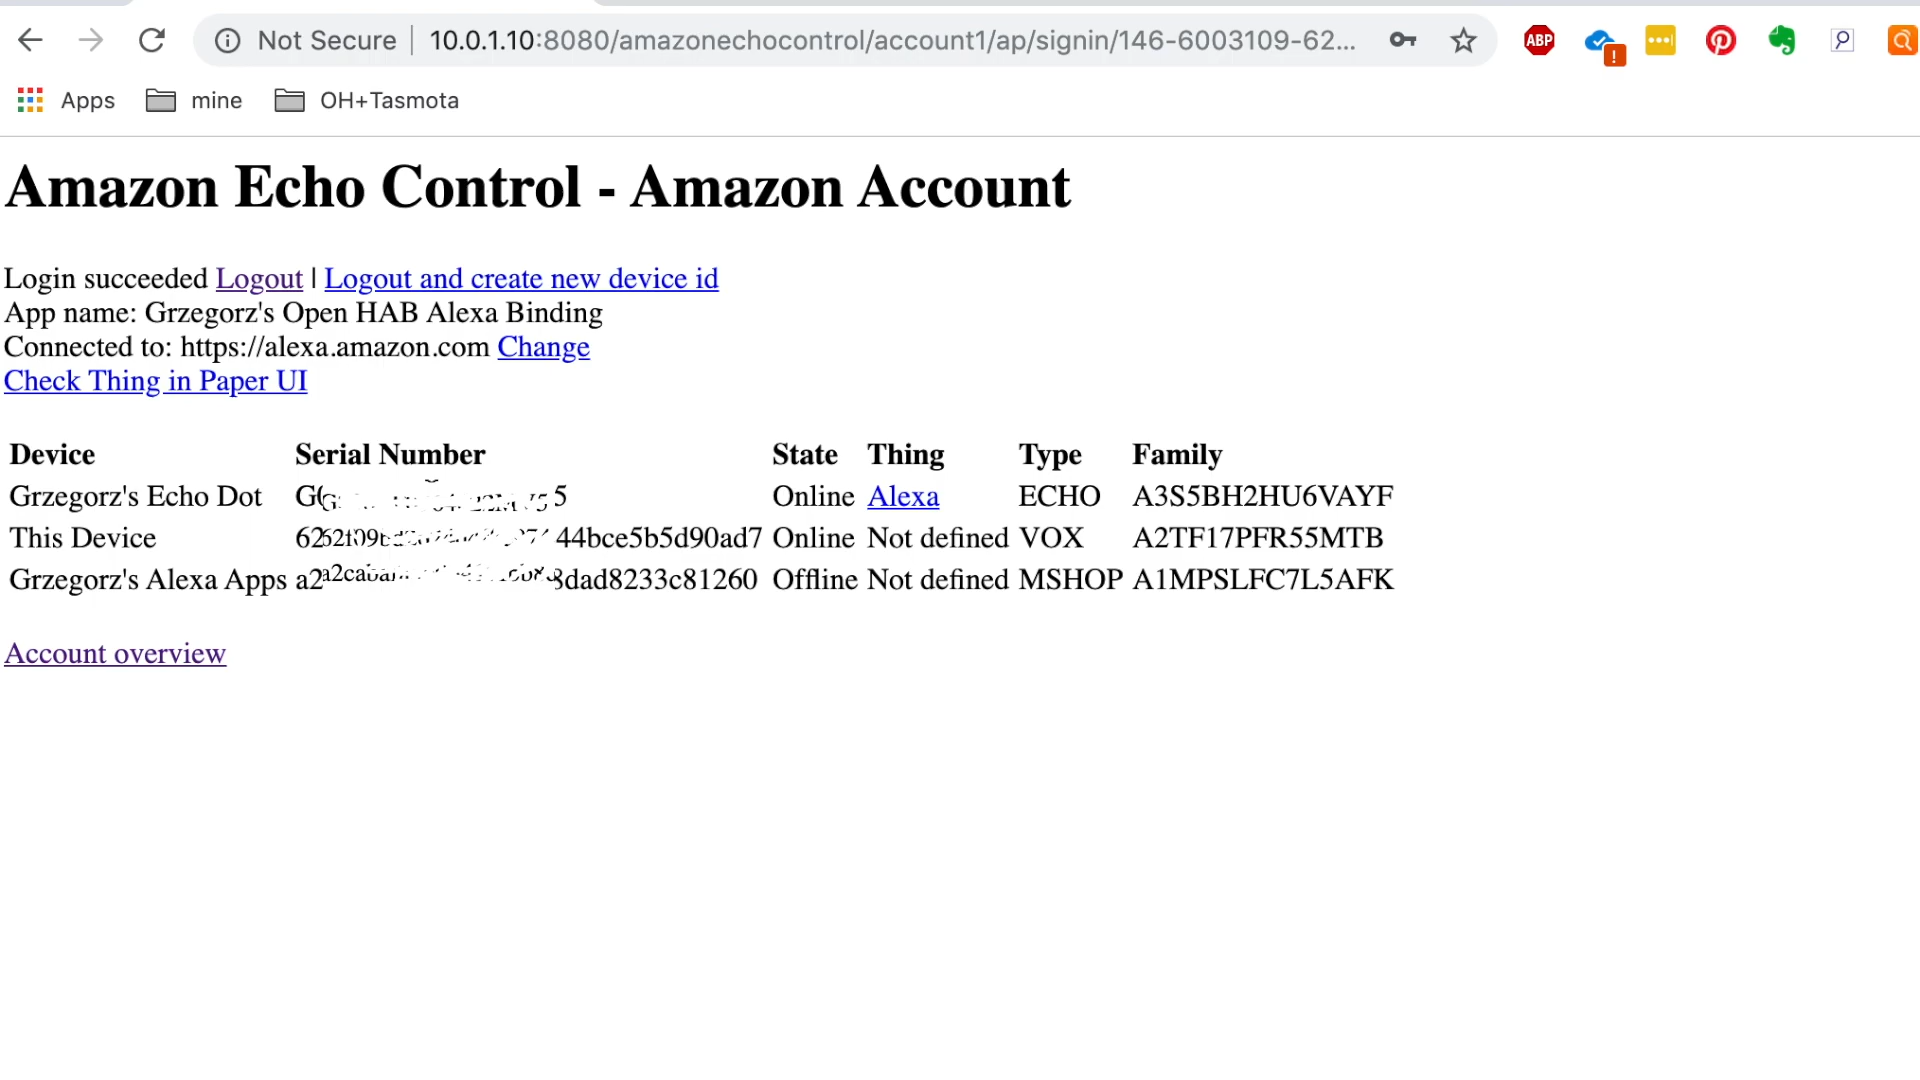 Not Secure | 10.0.1.10:8080/amazonechocontrol/account1/ap/signin/146-6003109-62...
ABP
Apps mine OH+Tasmota
Amazon Echo Control - Amazon Account
Login succeeded Logout | Logout and create new device id
App name: Grzegorz's Open HAB Alexa Binding
Connected to: https://alexa.amazon.com Change
Check Thing in Paper UI
Device Serial Number State Thing Type Family
Grzegorz's Echo Dot Online Alexa ECHO A3S5BH2HU6VAYF
This Device 44bce5b5d90ad7 Online Not defined VOX A2TF17PFR55MTB
Grzegorz's Alexa Apps 8dad8233c81260 Offline Not defined MSHOP A1MPSLFC7L5AFK
Account overview